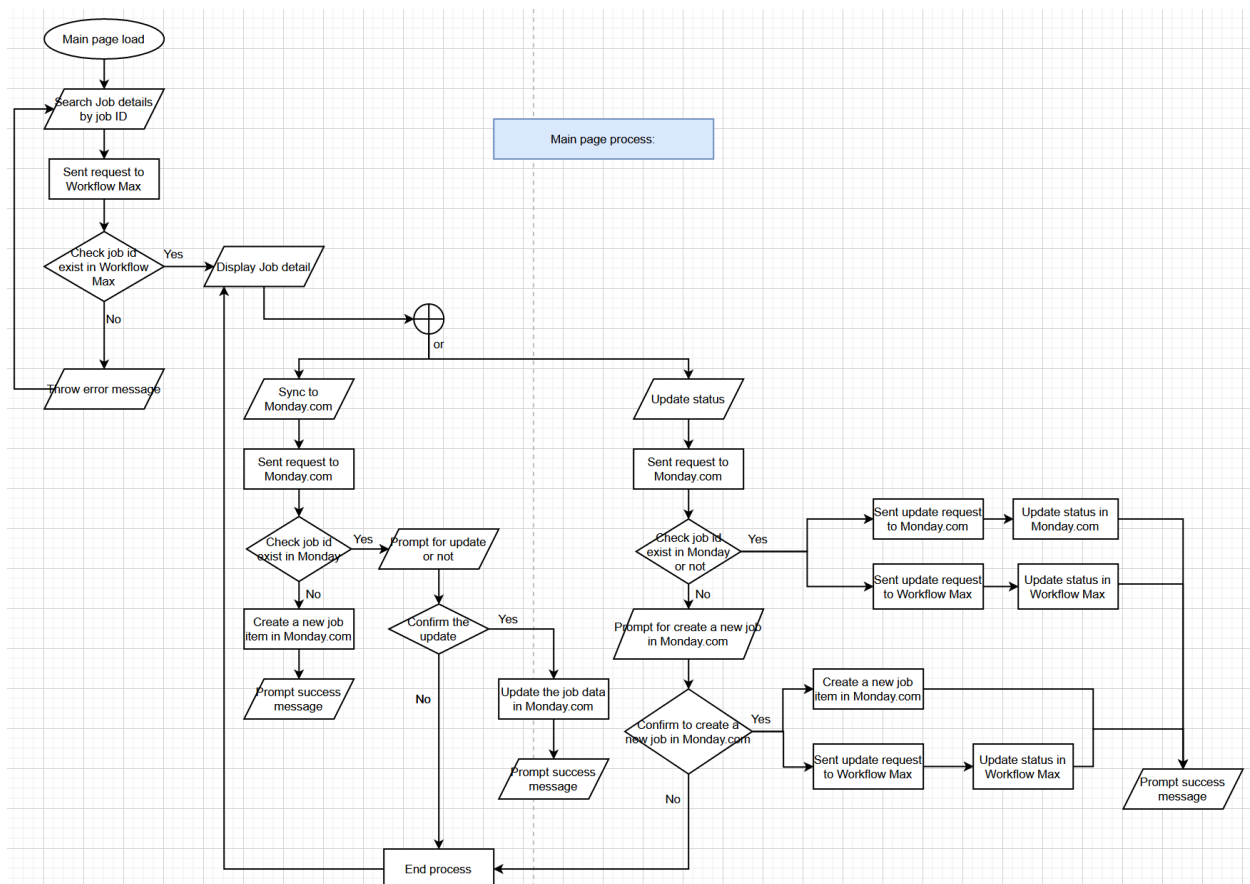 Main page load
Search Job details
by job ID
Main page process:
Sent request to
Workflow Max
Check job id
exist in Workflow
Max
Yes
Display Job detail
No
or
Throw error message
Sync to
Monday.com
Update status
Sent request to
Monday.com
Sent request to
Monday.com
Check job id
exist in Monday
Yes
Prompt for update
or not
No
Check job id
exist in Monday
or not
Yes
Sent update request
to Monday.com
Update status in
Monday.com
Sent update request
to Workflow Max
Update status in
Workflow Max
No
Create a new job
item in Monday.com
Confirm the
update
Yes
Prompt for create a new job
in Monday.com
Prompt success
message
No
Update the job data
in Monday.com
Confirm to create a
new job in Monday.com
Yes
Create a new job
item in Monday.com
Sent update request
to Workflow Max
Update status in
Workflow Max
Prompt success
message
Prompt success
message
No
End process